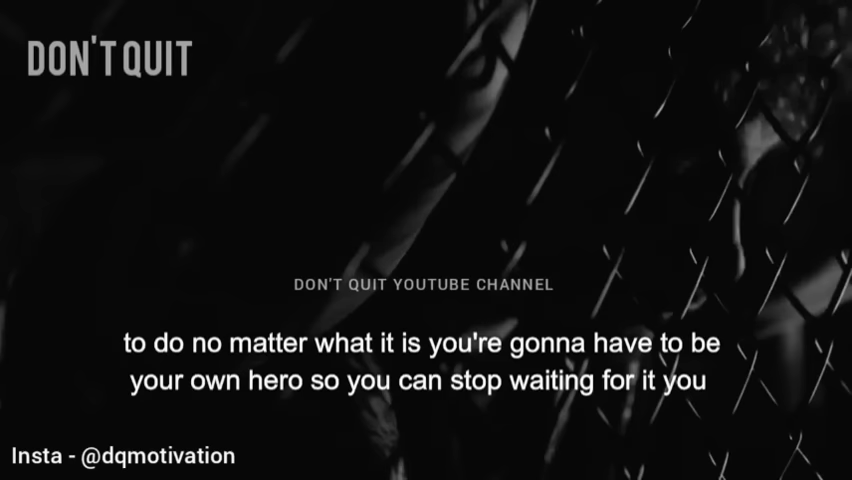 DON'T QUIT
DON'T QUIT YOUTUBE CHANNEL
to do no matter what it is you're gonna have to be
your own hero so you can stop waiting for it you
Insta - @dqmotivation